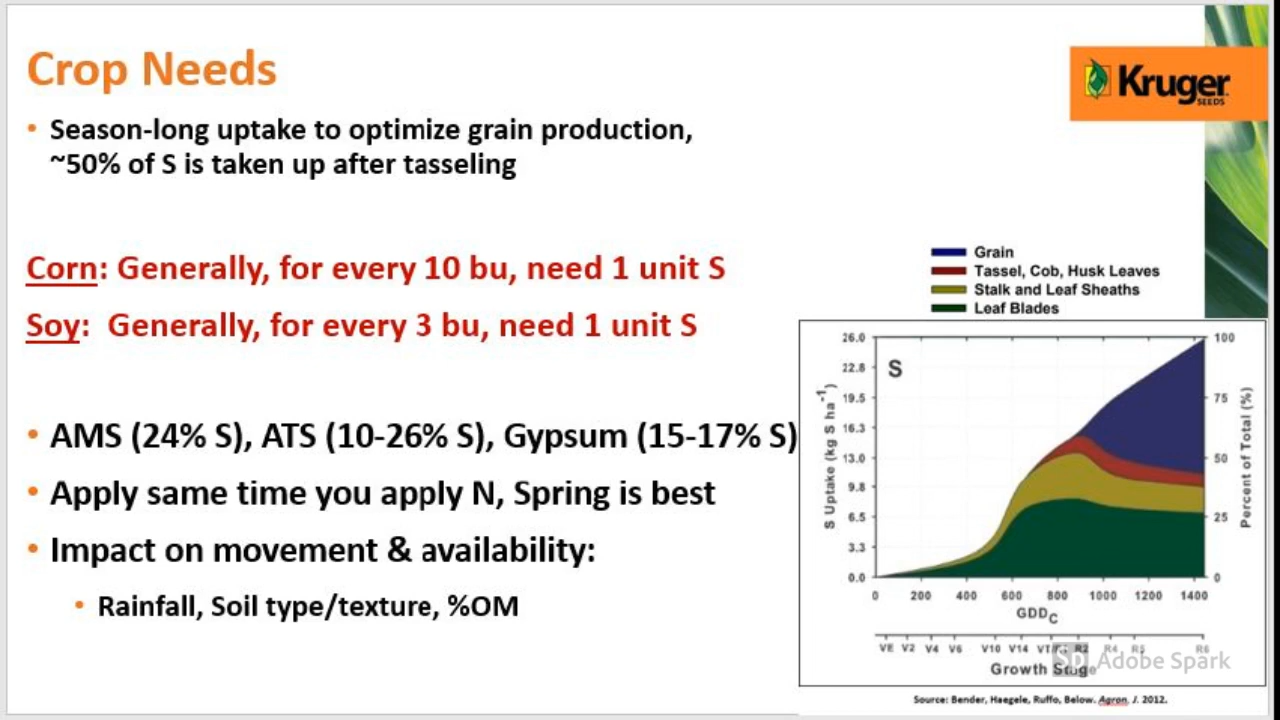 Crop Needs
Kruger
SEEDS
• Season-long uptake to optimize grain production,
~50% of S is taken up after tasseling
Corn: Generally, for every 10 bu, need 1 unit S
Soy: Generally, for every 3 bu, need 1 unit S
• AMS (24% S), ATS (10-26% S), Gypsum (15-17% S)
• Apply same time you apply N, Spring is best
• Impact on movement & availability:
• Rainfall, Soil type/texture, %OM
Grain
Tassel, Cob, Husk Leaves
Stalk and Leaf Sheaths
Leaf Blades
S
S Uptake (kg S ha-1)
26.0
22.8
19.5
16.3
13.0
9.8
6.5
3.3
0.0
100
75
50
25
0
Percent of Total (%)
0 200 400 600 800 1000 1200 1400
GDDC
VE V2 V4 V6 V10 V14 R2 R4 R5 R6
Growth Stage
Sp Adobe Spark
Source: Bender, Haegele, Ruffo, Below. Agron. J. 2012.